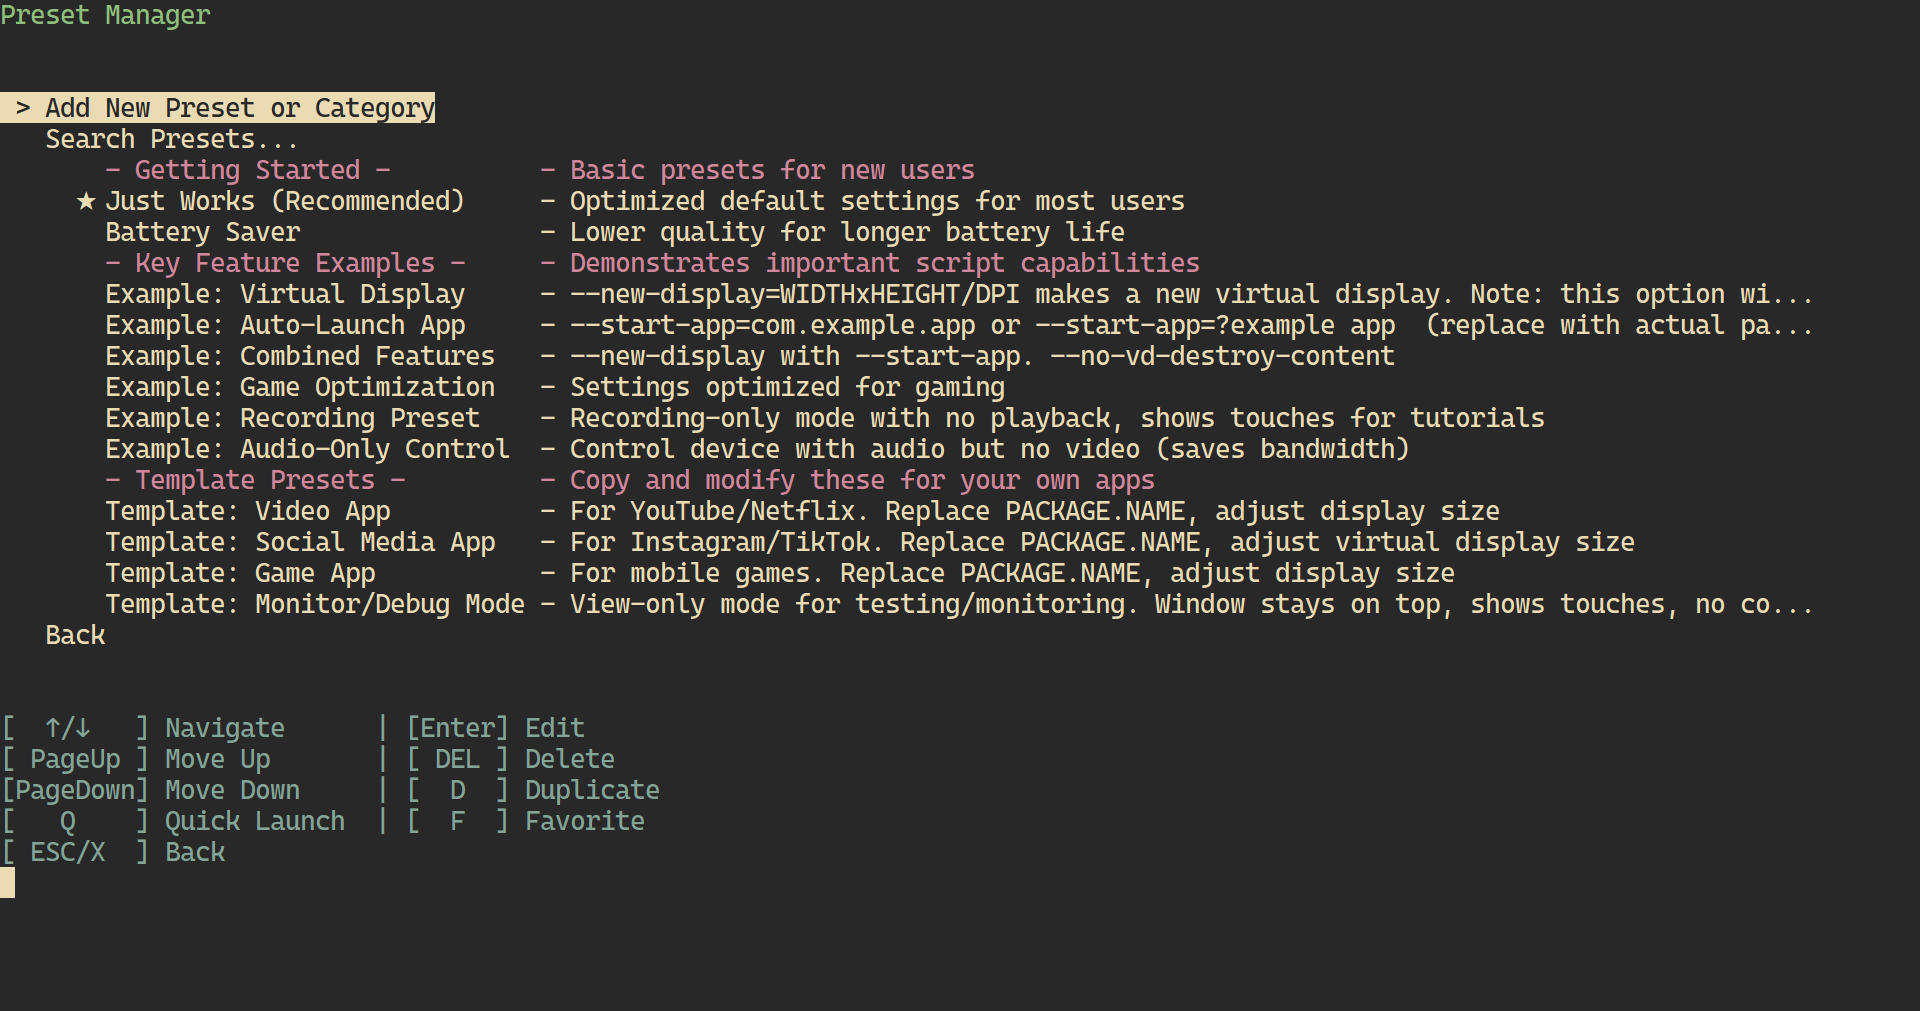 Preset Manager
> Add New Preset or Category
Search Presets...
- Getting Started - - Basic presets for new users
★ Just Works (Recommended) - Optimized default settings for most users
Battery Saver - Lower quality for longer battery life
- Key Feature Examples - - Demonstrates important script capabilities
Example: Virtual Display - --new-display=WIDTHxHEIGHT/DPI makes a new virtual display. Note: this option wi...
Example: Auto-Launch App - --start-app=com.example.app or --start-app=?example app  (replace with actual pa...
Example: Combined Features - --new-display with --start-app. --no-vd-destroy-content
Example: Game Optimization - Settings optimized for gaming
Example: Recording Preset - Recording-only mode with no playback, shows touches for tutorials
Example: Audio-Only Control - Control device with audio but no video (saves bandwidth)
- Template Presets - - Copy and modify these for your own apps
Template: Video App - For YouTube/Netflix. Replace PACKAGE.NAME, adjust display size
Template: Social Media App - For Instagram/TikTok. Replace PACKAGE.NAME, adjust virtual display size
Template: Game App - For mobile games. Replace PACKAGE.NAME, adjust display size
Template: Monitor/Debug Mode - View-only mode for testing/monitoring. Window stays on top, shows touches, no co...
Back
[ ↑/↓ ] Navigate | [Enter] Edit
[ PageUp ] Move Up | [ DEL ] Delete
[PageDown] Move Down | [ D ] Duplicate
[ Q ] Quick Launch | [ F ] Favorite
[ ESC/X ] Back